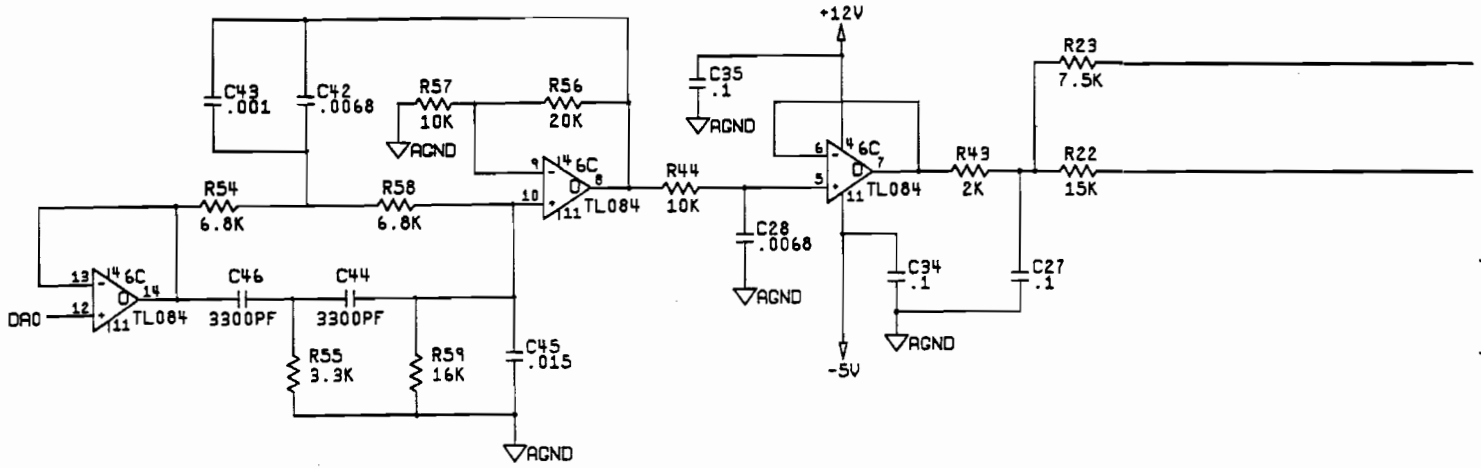 +12V
R23
7.5K
C43
.001
C42
.0068
R57
10K
R56
20K
AGND
C35
.1
AGND
4
6C
6
-
7
O
5
+
11
TL084
R43
2K
R22
15K
9
-
4
6C
O
8
10
+
11
TL084
R44
10K
R54
6.8K
R58
6.8K
C28
.0068
AGND
C34
.1
C27
.1
AGND
-5V
13
-
4
6C
O
14
DA0
12
+
11
TL084
C46
3300PF
C44
3300PF
R55
3.3K
R59
16K
C45
.015
AGND